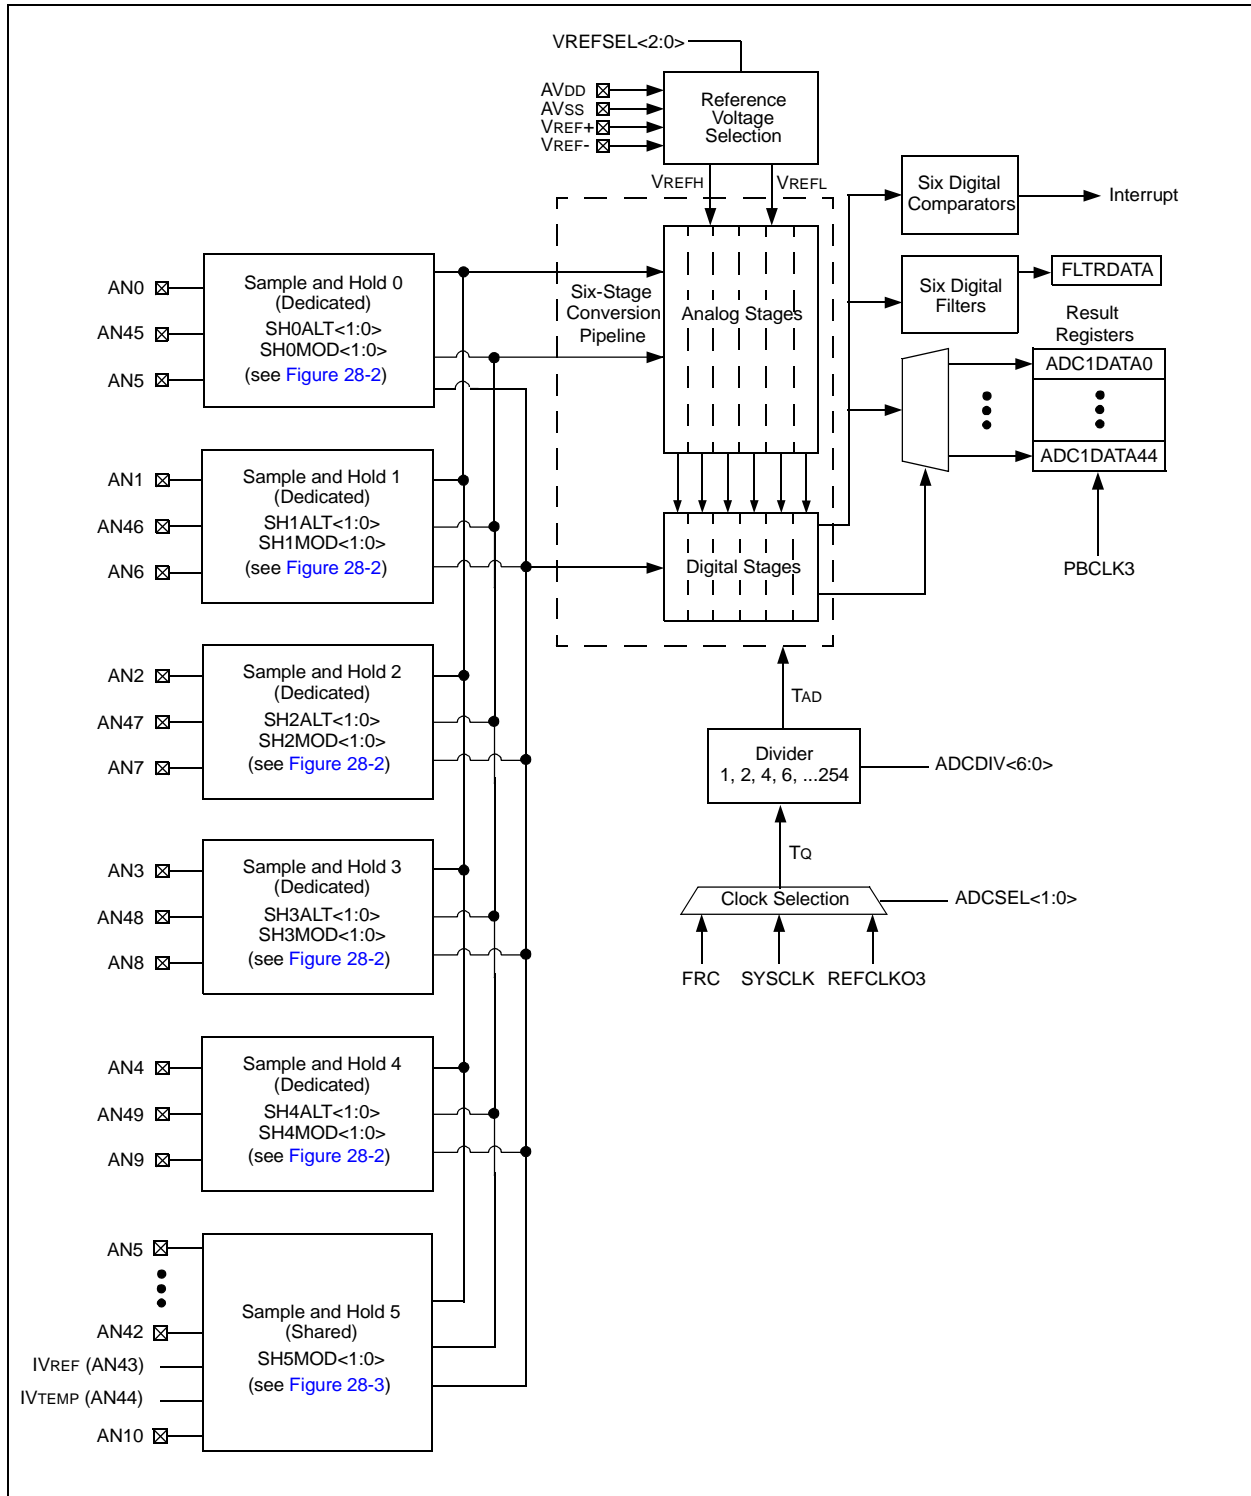 VREFSEL<2:0>
AVDD
AVSS
VREF+
VREF-
Reference
Voltage
Selection
VREFH
VREFL
Six Digital
Comparators
Interrupt
Six Digital
Filters
FLTRDATA
Result
Registers
ADC1DATA0
ADC1DATA44
PBCLK3
Six-Stage
Conversion
Pipeline
Analog Stages
Digital Stages
AN0
AN45
AN5
Sample and Hold 0
(Dedicated)
SH0ALT<1:0>
SH0MOD<1:0>
(see Figure 28-2)
AN1
AN46
AN6
Sample and Hold 1
(Dedicated)
SH1ALT<1:0>
SH1MOD<1:0>
(see Figure 28-2)
AN2
AN47
AN7
Sample and Hold 2
(Dedicated)
SH2ALT<1:0>
SH2MOD<1:0>
(see Figure 28-2)
TAD
Divider
1, 2, 4, 6, ...254
ADCDIV<6:0>
TQ
Clock Selection
ADCSEL<1:0>
FRC
SYSCLK
REFCLKO3
AN3
AN48
AN8
Sample and Hold 3
(Dedicated)
SH3ALT<1:0>
SH3MOD<1:0>
(see Figure 28-2)
AN4
AN49
AN9
Sample and Hold 4
(Dedicated)
SH4ALT<1:0>
SH4MOD<1:0>
(see Figure 28-2)
AN5
AN42
IVREF (AN43)
IVTEMP (AN44)
AN10
Sample and Hold 5
(Shared)
SH5MOD<1:0>
(see Figure 28-3)